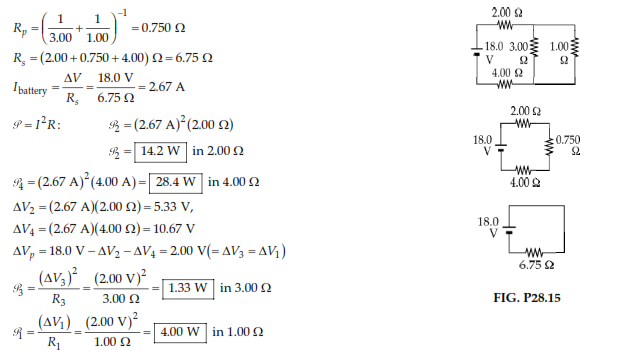 R_p = (1/3.00 + 1/1.00)^-1 = 0.750 Ω
R_s = (2.00 + 0.750 + 4.00) Ω = 6.75 Ω
I_battery = ΔV/R_s = 18.0 V/6.75 Ω = 2.67 A
𝒫 = I²R: 𝒫₂ = (2.67 A)²(2.00 Ω)
𝒫₂ = 14.2 W in 2.00 Ω
𝒫₄ = (2.67 A)²(4.00 A) = 28.4 W in 4.00 Ω
ΔV₂ = (2.67 A)(2.00 Ω) = 5.33 V,
ΔV₄ = (2.67 A)(4.00 Ω) = 10.67 V
ΔV_p = 18.0 V − ΔV₂ − ΔV₄ = 2.00 V(= ΔV₃ = ΔV₁)
𝒫₃ = (ΔV₃)²/R₃ = (2.00 V)²/3.00 Ω = 1.33 W in 3.00 Ω
𝒫₁ = (ΔV₁)/R₁ = (2.00 V)²/1.00 Ω = 4.00 W in 1.00 Ω
2.00 Ω
18.0 V
3.00 Ω
1.00 Ω
4.00 Ω
2.00 Ω
18.0 V
0.750 Ω
4.00 Ω
18.0 V
6.75 Ω
FIG. P28.15